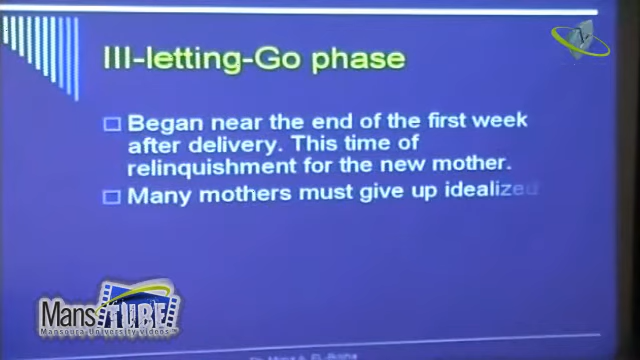 III-letting-Go phase
Began near the end of the first week
after delivery. This time of
relinquishment for the new mother.
Many mothers must give up idealized
MansTUBE
Mansoura University videos